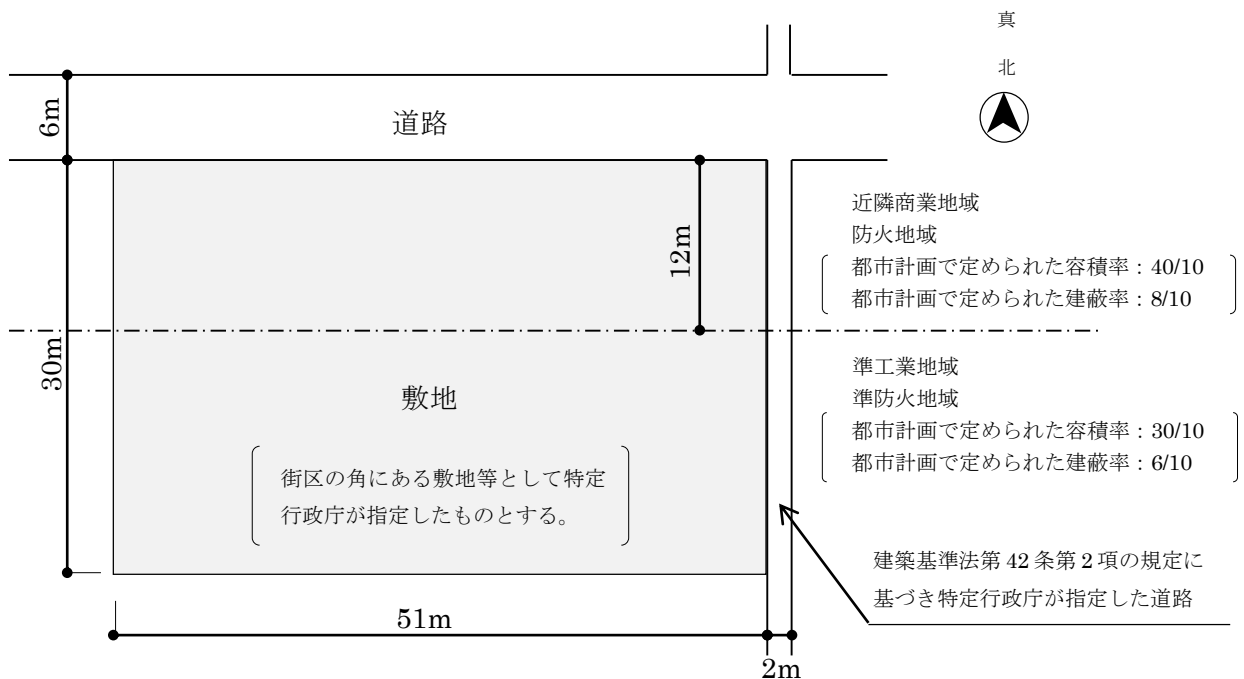 真
北
6m
道路
12m
近隣商業地域
防火地域
都市計画で定められた容積率：40/10
都市計画で定められた建蔽率：8/10
30m
準工業地域
準防火地域
都市計画で定められた容積率：30/10
都市計画で定められた建蔽率：6/10
敷地
街区の角にある敷地等として特定
行政庁が指定したものとする。
建築基準法第 42 条第 2 項の規定に
基づき特定行政庁が指定した道路
51m
2m